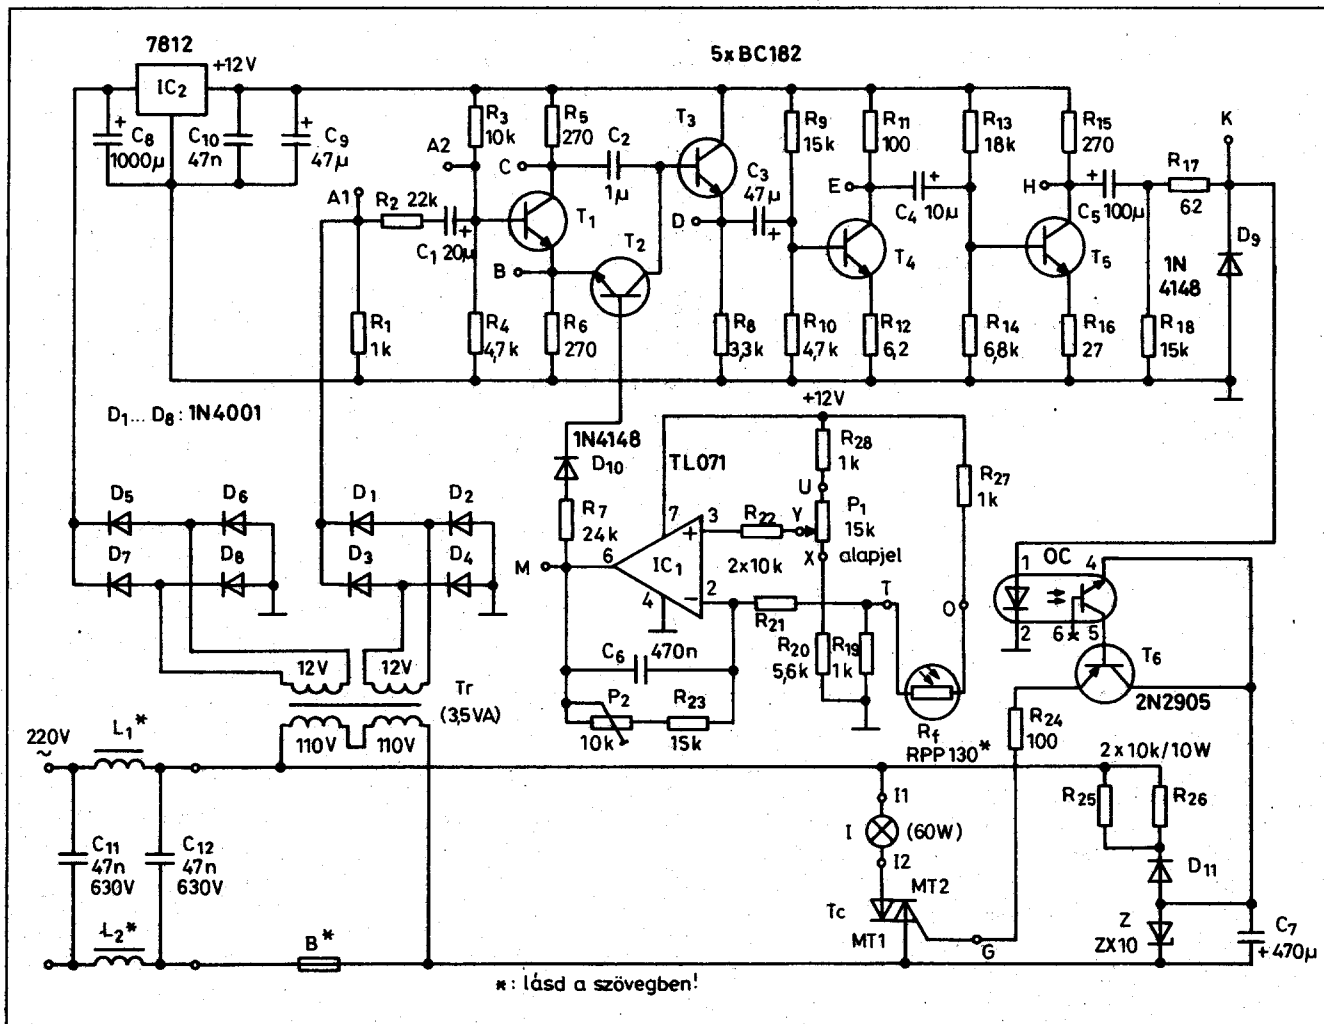 7812
+12V
5xBC182
IC2
C8
1000µ
C10
47n
C9
47µ
R3
10k
R5
270
C2
1µ
T3
R9
15k
R11
100
R13
18k
R15
270
K
A2
C
A1
R2 22k
C1 20µ
T1
T2
B
D
C3
47µ
E
C4 10µ
T4
H
C5 100µ
T5
R17
62
D9
1N
4148
R1
1k
R4
4,7k
R6
270
R8
3,3k
R10
4,7k
R12
6,2
R14
6,8k
R16
27
R18
15k
D1...D8: 1N4001
+12V
1N4148
D10
TL071
R28
1k
R27
1k
D5
D6
D1
D2
R7
24k
7
3
R22
U
Y
P1
15k
X
alapjel
D7
D8
D3
D4
M
6
IC1
4
2
2x10k
R21
T
O
OC
1
4
2
6
5
12V
12V
Tr
(3,5VA)
C6
470n
R20
5,6k
R19
1k
T6
2N2905
P2
10k
R23
15k
Rf
RPP130*
R24
100
220V
~
L1*
110V
110V
2x10k/10W
R25
R26
I1
I
(60W)
I2
C11
47n
630V
C12
47n
630V
D11
MT2
Tc
MT1
G
Z
ZX10
C7
+470µ
L2*
B*
*: lásd a szövegben!